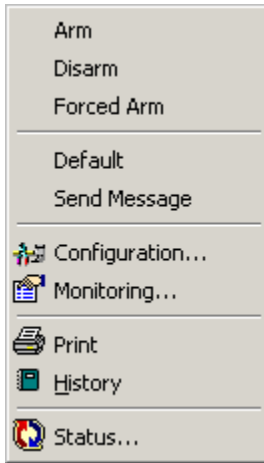 Arm
Disarm
Forced Arm
Default
Send Message
Configuration...
Monitoring...
Print
History
Status...